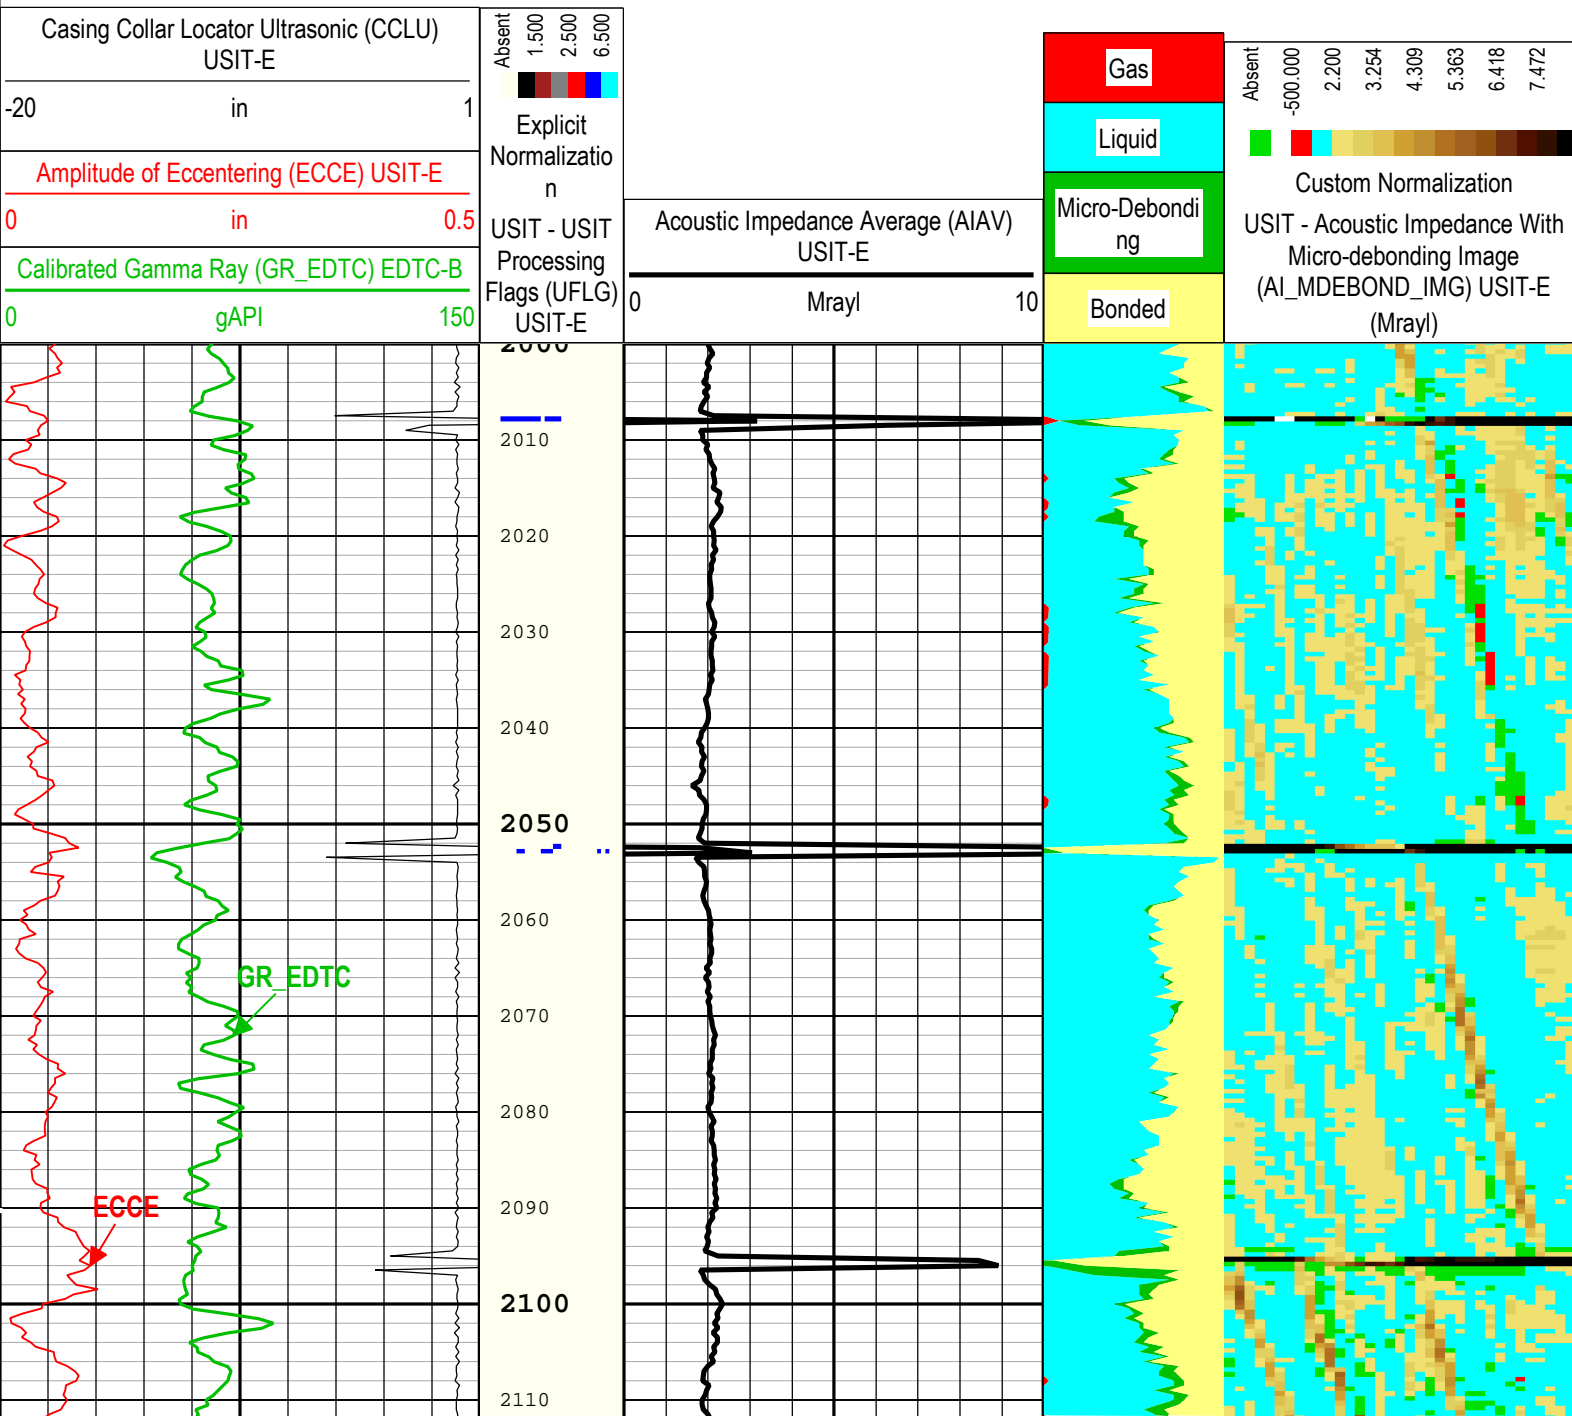 Casing Collar Locator Ultrasonic (CCLU)
USIT-E
-20 in 1
Amplitude of Eccentering (ECCE) USIT-E
0 in 0.5
Calibrated Gamma Ray (GR_EDTC) EDTC-B
0 gAPI 150
Absent 1.500 2.500 6.500
Explicit
Normalizatio
n
USIT - USIT
Processing
Flags (UFLG)
USIT-E
Acoustic Impedance Average (AIAV)
USIT-E
0 Mrayl 10
Gas
Liquid
Micro-Debondi
ng
Bonded
Absent -500.000 2.200 3.254 4.309 5.363 6.418 7.472
Custom Normalization
USIT - Acoustic Impedance With
Micro-debonding Image
(AI_MDEBOND_IMG) USIT-E
(Mrayl)
2000
2010
2020
2030
2040
2050
2060
GR_EDTC
2070
2080
2090
ECCE
2100
2110